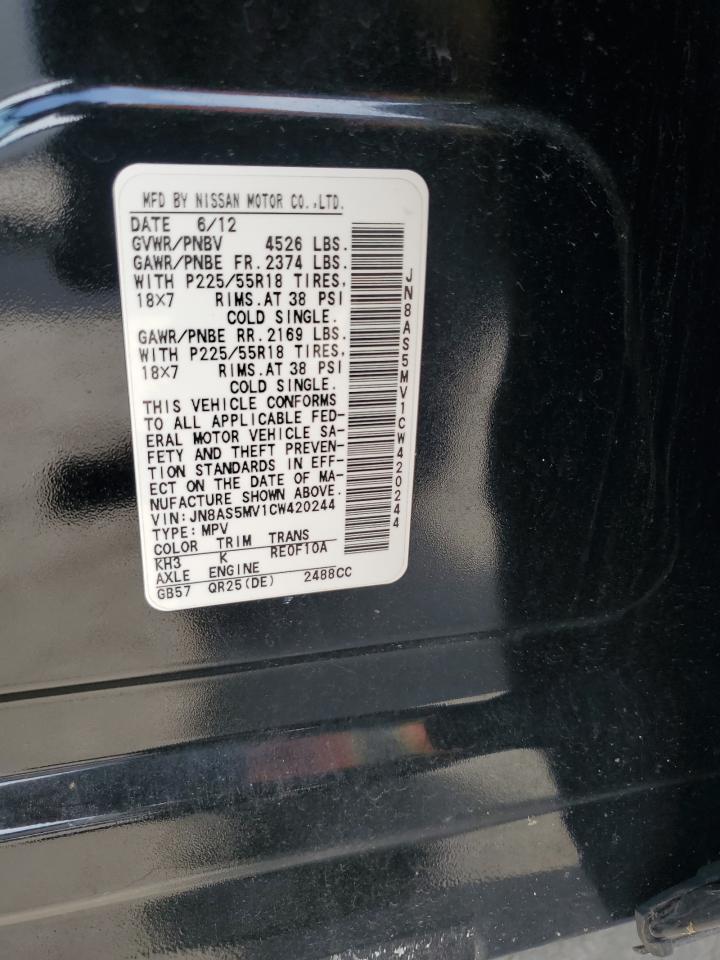 MFD BY NISSAN MOTOR CO.,LTD.
DATE 6/12
GVWR/PNBV 4526 LBS.
GAWR/PNBE FR. 2374 LBS.
WITH P225/55R18 TIRES,
18×7 RIMS.AT 38 PSI
COLD SINGLE.
GAWR/PNBE RR. 2169 LBS.
WITH P225/55R18 TIRES,
18×7 RIMS.AT 38 PSI
COLD SINGLE.
THIS VEHICLE CONFORMS
TO ALL APPLICABLE FED-
ERAL MOTOR VEHICLE SA-
FETY AND THEFT PREVEN-
TION STANDARDS IN EFF-
ECT ON THE DATE OF MA-
NUFACTURE SHOWN ABOVE.
VIN: JN8AS5MV1CW420244
TYPE: MPV
COLOR TRIM TRANS
KH3 K RE0F10A
AXLE ENGINE
GB57 QR25(DE) 2488CC
JN8AS5MV1CW420244